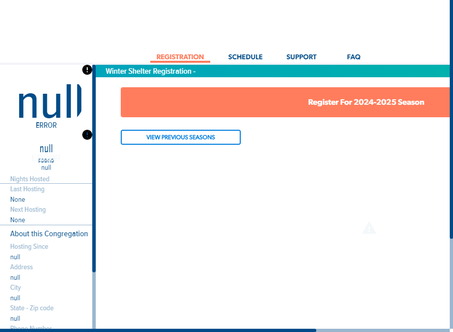 REGISTRATION SCHEDULE SUPPORT FAQ
Winter Shelter Registration -
null
ERROR
Register For 2024-2025 Season
VIEW PREVIOUS SEASONS
null
null
Nights Hosted
Last Hosting
None
Next Hosting
None
About this Congregation
Hosting Since
null
Address
null
City
null
State - Zip code
null